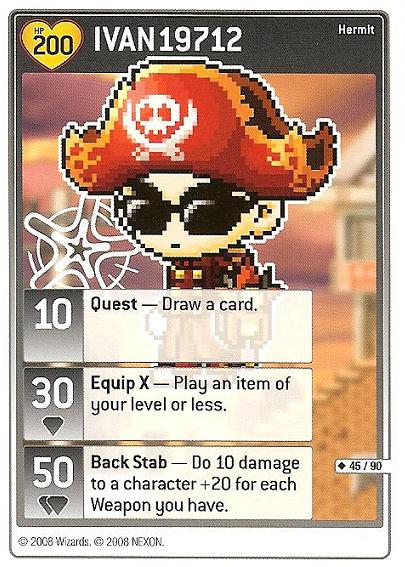 HP
200
IVAN19712
Hermit
10
Quest — Draw a card.
30
Equip X — Play an item of
your level or less.
50
Back Stab — Do 10 damage
to a character +20 for each
Weapon you have.
◆ 45 / 90
© 2008 Wizards. © 2008 NEXON.